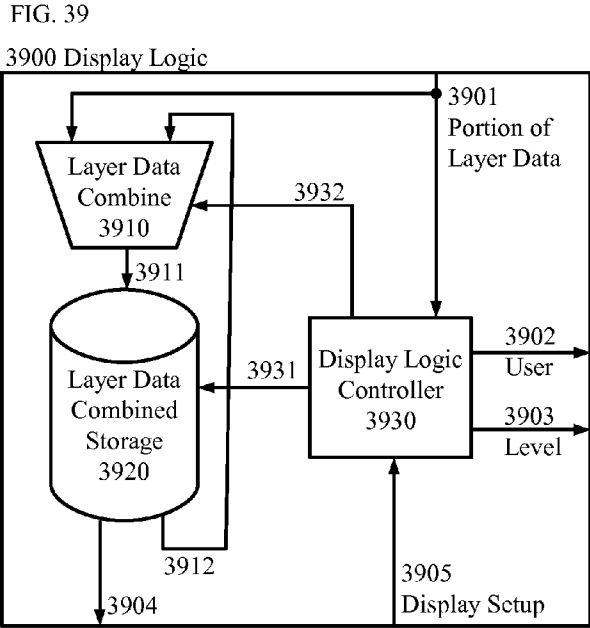 FIG. 39
3900 Display Logic
3901
Portion of
Layer Data
Layer Data
Combine
3910
3932
3911
3902
User
Display Logic
Controller
3930
3931
Layer Data
Combined
Storage
3920
3903
Level
3912
3905
Display Setup
3904